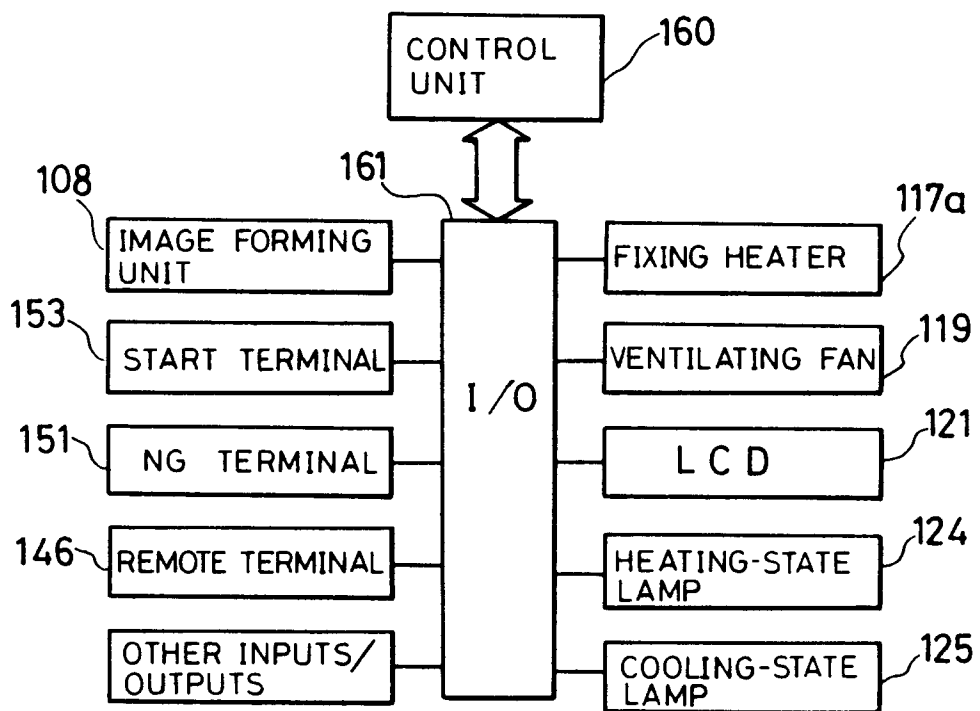 CONTROL
UNIT
160
161
108
IMAGE FORMING
UNIT
153
START TERMINAL
151
NG TERMINAL
146
REMOTE TERMINAL
OTHER INPUTS/
OUTPUTS
I/O
117a
FIXING HEATER
119
VENTILATING FAN
121
LCD
124
HEATING-STATE
LAMP
125
COOLING-STATE
LAMP